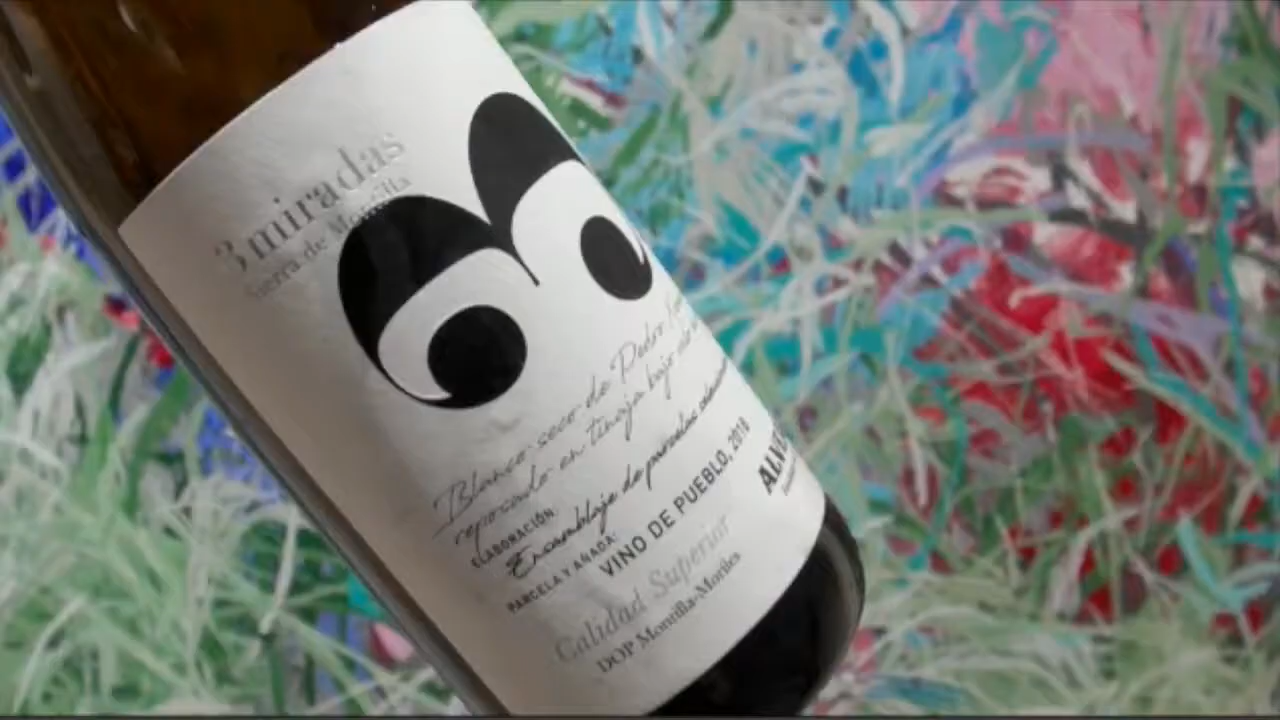 3 miradas
Sierra de Montilla
Blanco seco de Pedro
reposado en tinaja bajo
ELABORACIÓN:
Ensamblaje de parcelas
PARCELA Y AÑADA:
VINO DE PUEBLO, 2018
Calidad Superior
DOP Montilla-Moriles
ALVE